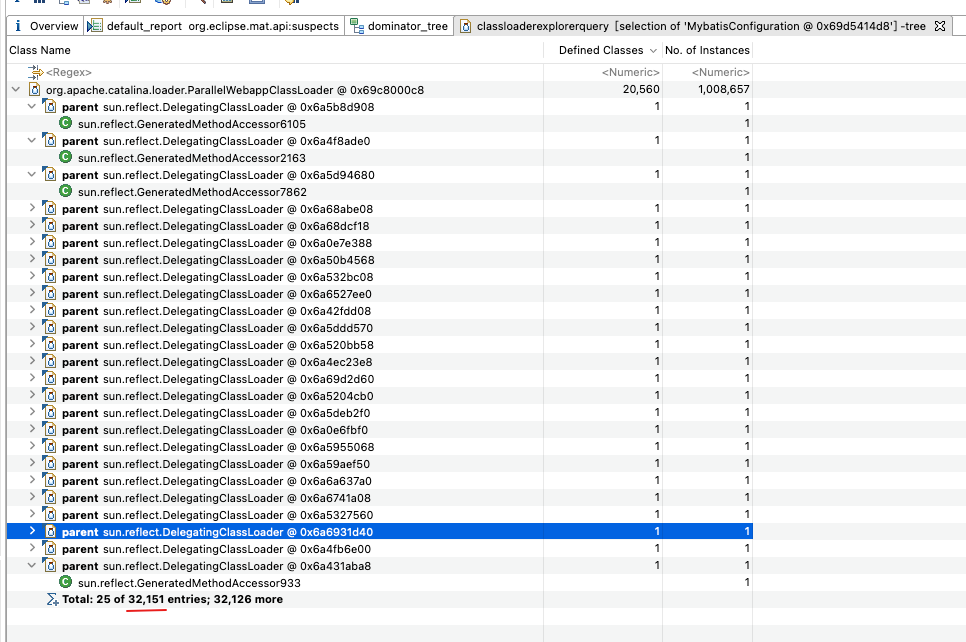 Overview default_report org.eclipse.mat.api:suspects dominator_tree classloaderexplorerquery [selection of 'MybatisConfiguration @ 0x69d5414d8'] -tree
Class Name Defined Classes No. of Instances
<Regex> <Numeric> <Numeric>
org.apache.catalina.loader.ParallelWebappClassLoader @ 0x69c8000c8 20,560 1,008,657
parent sun.reflect.DelegatingClassLoader @ 0x6a5b8d908 1 1
sun.reflect.GeneratedMethodAccessor6105 1
parent sun.reflect.DelegatingClassLoader @ 0x6a4f8ade0 1 1
sun.reflect.GeneratedMethodAccessor2163 1
parent sun.reflect.DelegatingClassLoader @ 0x6a5d94680 1 1
sun.reflect.GeneratedMethodAccessor7862 1
parent sun.reflect.DelegatingClassLoader @ 0x6a68abe08 1 1
parent sun.reflect.DelegatingClassLoader @ 0x6a68dcf18 1 1
parent sun.reflect.DelegatingClassLoader @ 0x6a0e7e388 1 1
parent sun.reflect.DelegatingClassLoader @ 0x6a50b4568 1 1
parent sun.reflect.DelegatingClassLoader @ 0x6a532bc08 1 1
parent sun.reflect.DelegatingClassLoader @ 0x6a6527ee0 1 1
parent sun.reflect.DelegatingClassLoader @ 0x6a42fdd08 1 1
parent sun.reflect.DelegatingClassLoader @ 0x6a5ddd570 1 1
parent sun.reflect.DelegatingClassLoader @ 0x6a520bb58 1 1
parent sun.reflect.DelegatingClassLoader @ 0x6a4ec23e8 1 1
parent sun.reflect.DelegatingClassLoader @ 0x6a69d2d60 1 1
parent sun.reflect.DelegatingClassLoader @ 0x6a5204cb0 1 1
parent sun.reflect.DelegatingClassLoader @ 0x6a5deb2f0 1 1
parent sun.reflect.DelegatingClassLoader @ 0x6a0e6fbf0 1 1
parent sun.reflect.DelegatingClassLoader @ 0x6a5955068 1 1
parent sun.reflect.DelegatingClassLoader @ 0x6a59aef50 1 1
parent sun.reflect.DelegatingClassLoader @ 0x6a6a637a0 1 1
parent sun.reflect.DelegatingClassLoader @ 0x6a6741a08 1 1
parent sun.reflect.DelegatingClassLoader @ 0x6a5327560 1 1
parent sun.reflect.DelegatingClassLoader @ 0x6a6931d40 1 1
parent sun.reflect.DelegatingClassLoader @ 0x6a4fb6e00 1 1
parent sun.reflect.DelegatingClassLoader @ 0x6a431aba8 1 1
sun.reflect.GeneratedMethodAccessor933 1
Total: 25 of 32,151 entries; 32,126 more